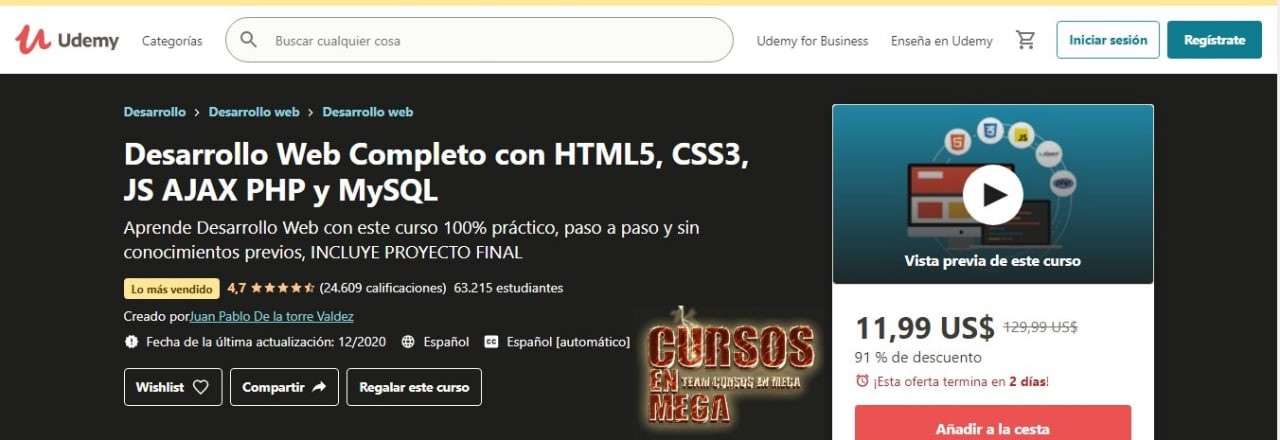 Udemy
Categorías
Buscar cualquier cosa
Udemy for Business
Enseña en Udemy
Iniciar sesión
Regístrate
Desarrollo > Desarrollo web > Desarrollo web
Desarrollo Web Completo con HTML5, CSS3,
JS AJAX PHP y MySQL
Aprende Desarrollo Web con este curso 100% práctico, paso a paso y sin
conocimientos previos, INCLUYE PROYECTO FINAL
Lo más vendido 4,7 (24.609 calificaciones) 63.215 estudiantes
Creado porJuan Pablo De la torre Valdez
Fecha de la última actualización: 12/2020 Español CC Español [automático]
Wishlist
Compartir
Regalar este curso
CURSOS
EN TEAM CURSOS EN MEGA
MEGA
JS
php
Vista previa de este curso
11,99 US$ 129,99 US$
91 % de descuento
¡Esta oferta termina en 2 días!
Añadir a la cesta